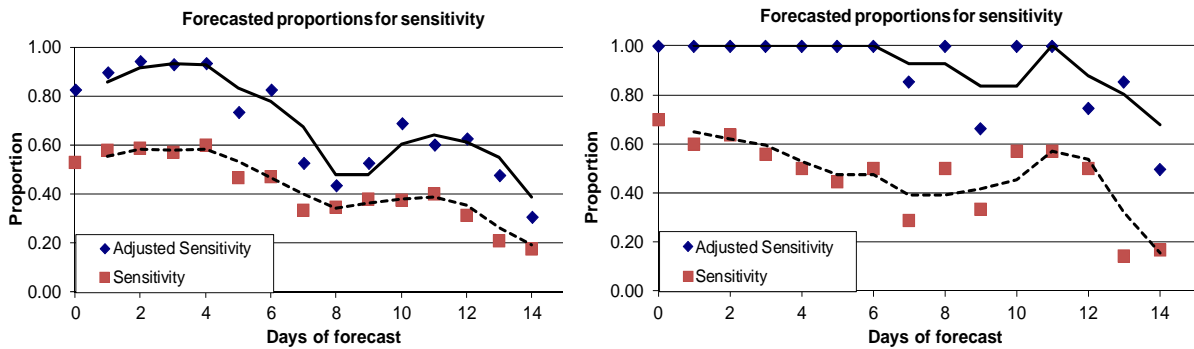 Forecasted proportions for sensitivity
1.00
0.80
0.60
0.40
0.20
0.00
Proportion
Adjusted Sensitivity
Sensitivity
0 2 4 6 8 10 12 14
Days of forecast
Forecasted proportions for sensitivity
1.00
0.80
0.60
0.40
0.20
0.00
Proportion
Adjusted Sensitivity
Sensitivity
0 2 4 6 8 10 12 14
Days of forecast